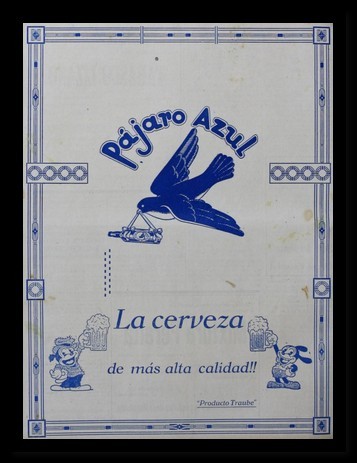 Pájaro Azul
La cerveza
de más alta calidad!!
"Producto Traube"